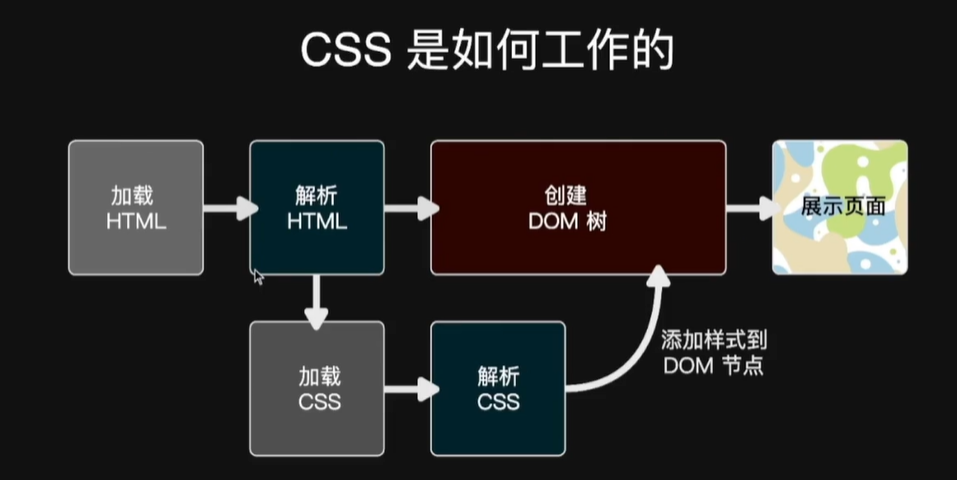 CSS 是如何工作的
加载
HTML
解析
HTML
创建
DOM 树
展示页面
加载
CSS
解析
CSS
添加样式到
DOM 节点